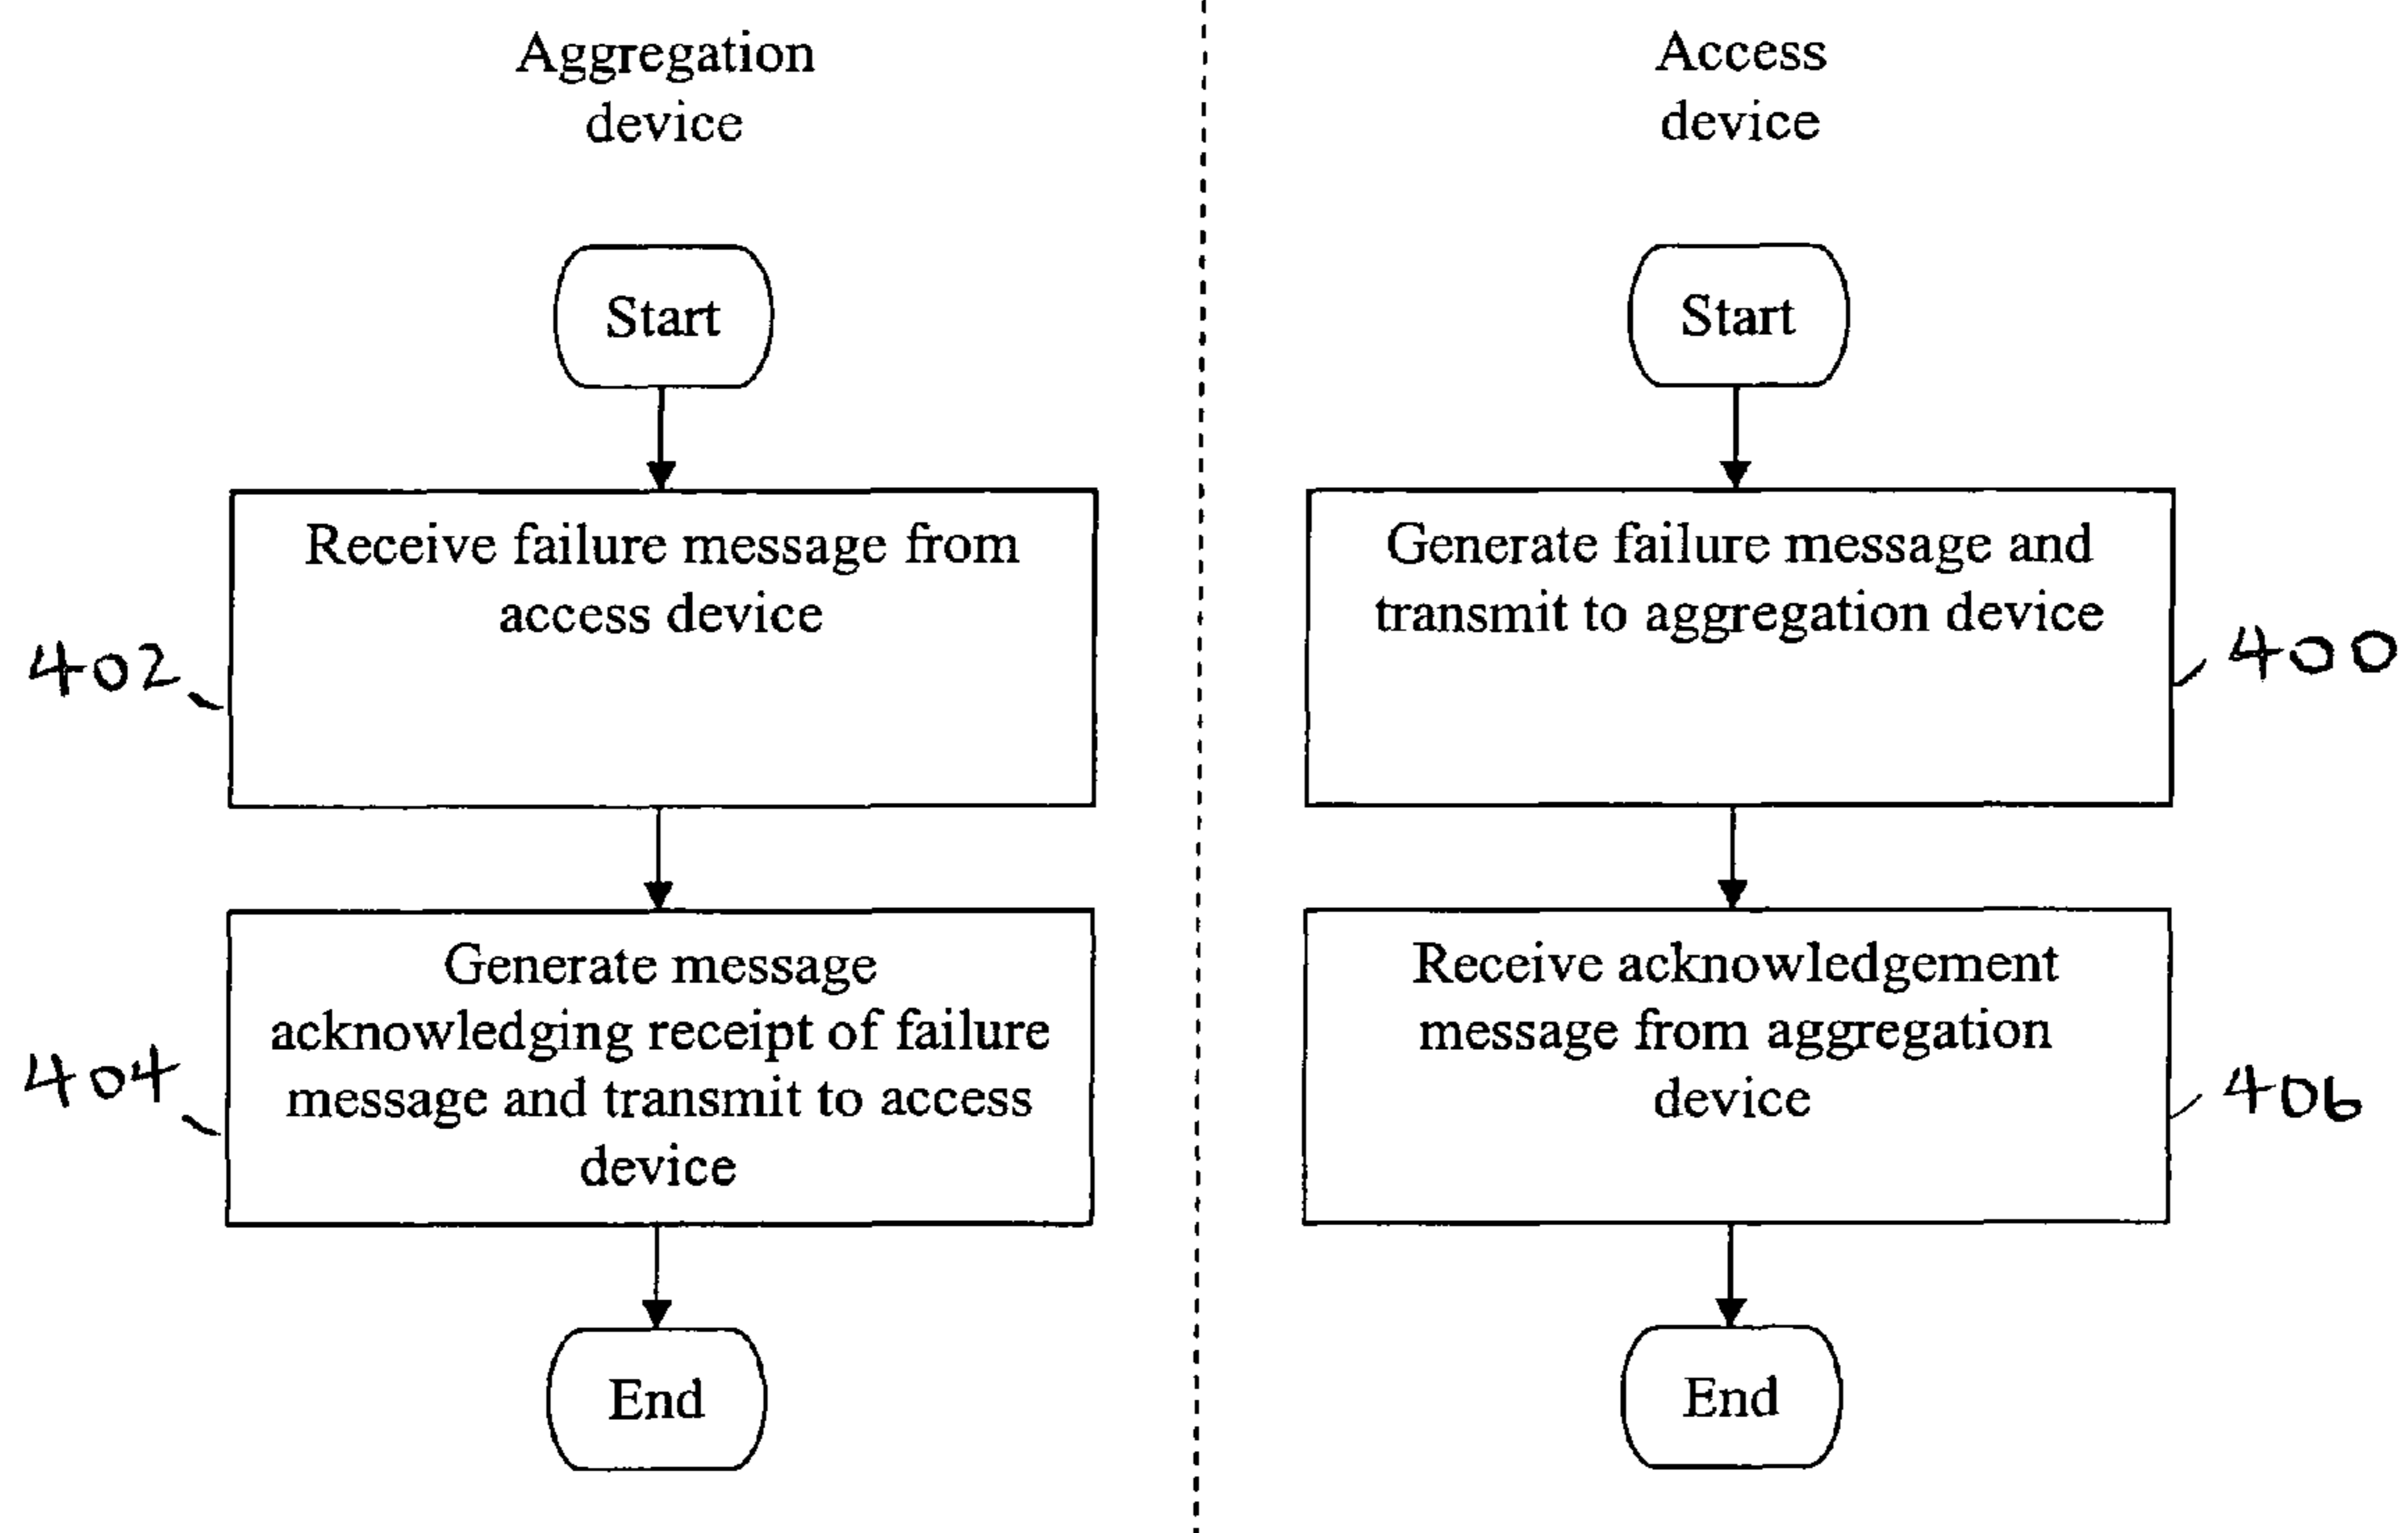 Aggregation
device
Start
Receive failure message from
access device
402
Generate message
acknowledging receipt of failure
message and transmit to access
device
404
End
Access
device
Start
Generate failure message and
transmit to aggregation device
400
Receive acknowledgement
message from aggregation
device
406
End